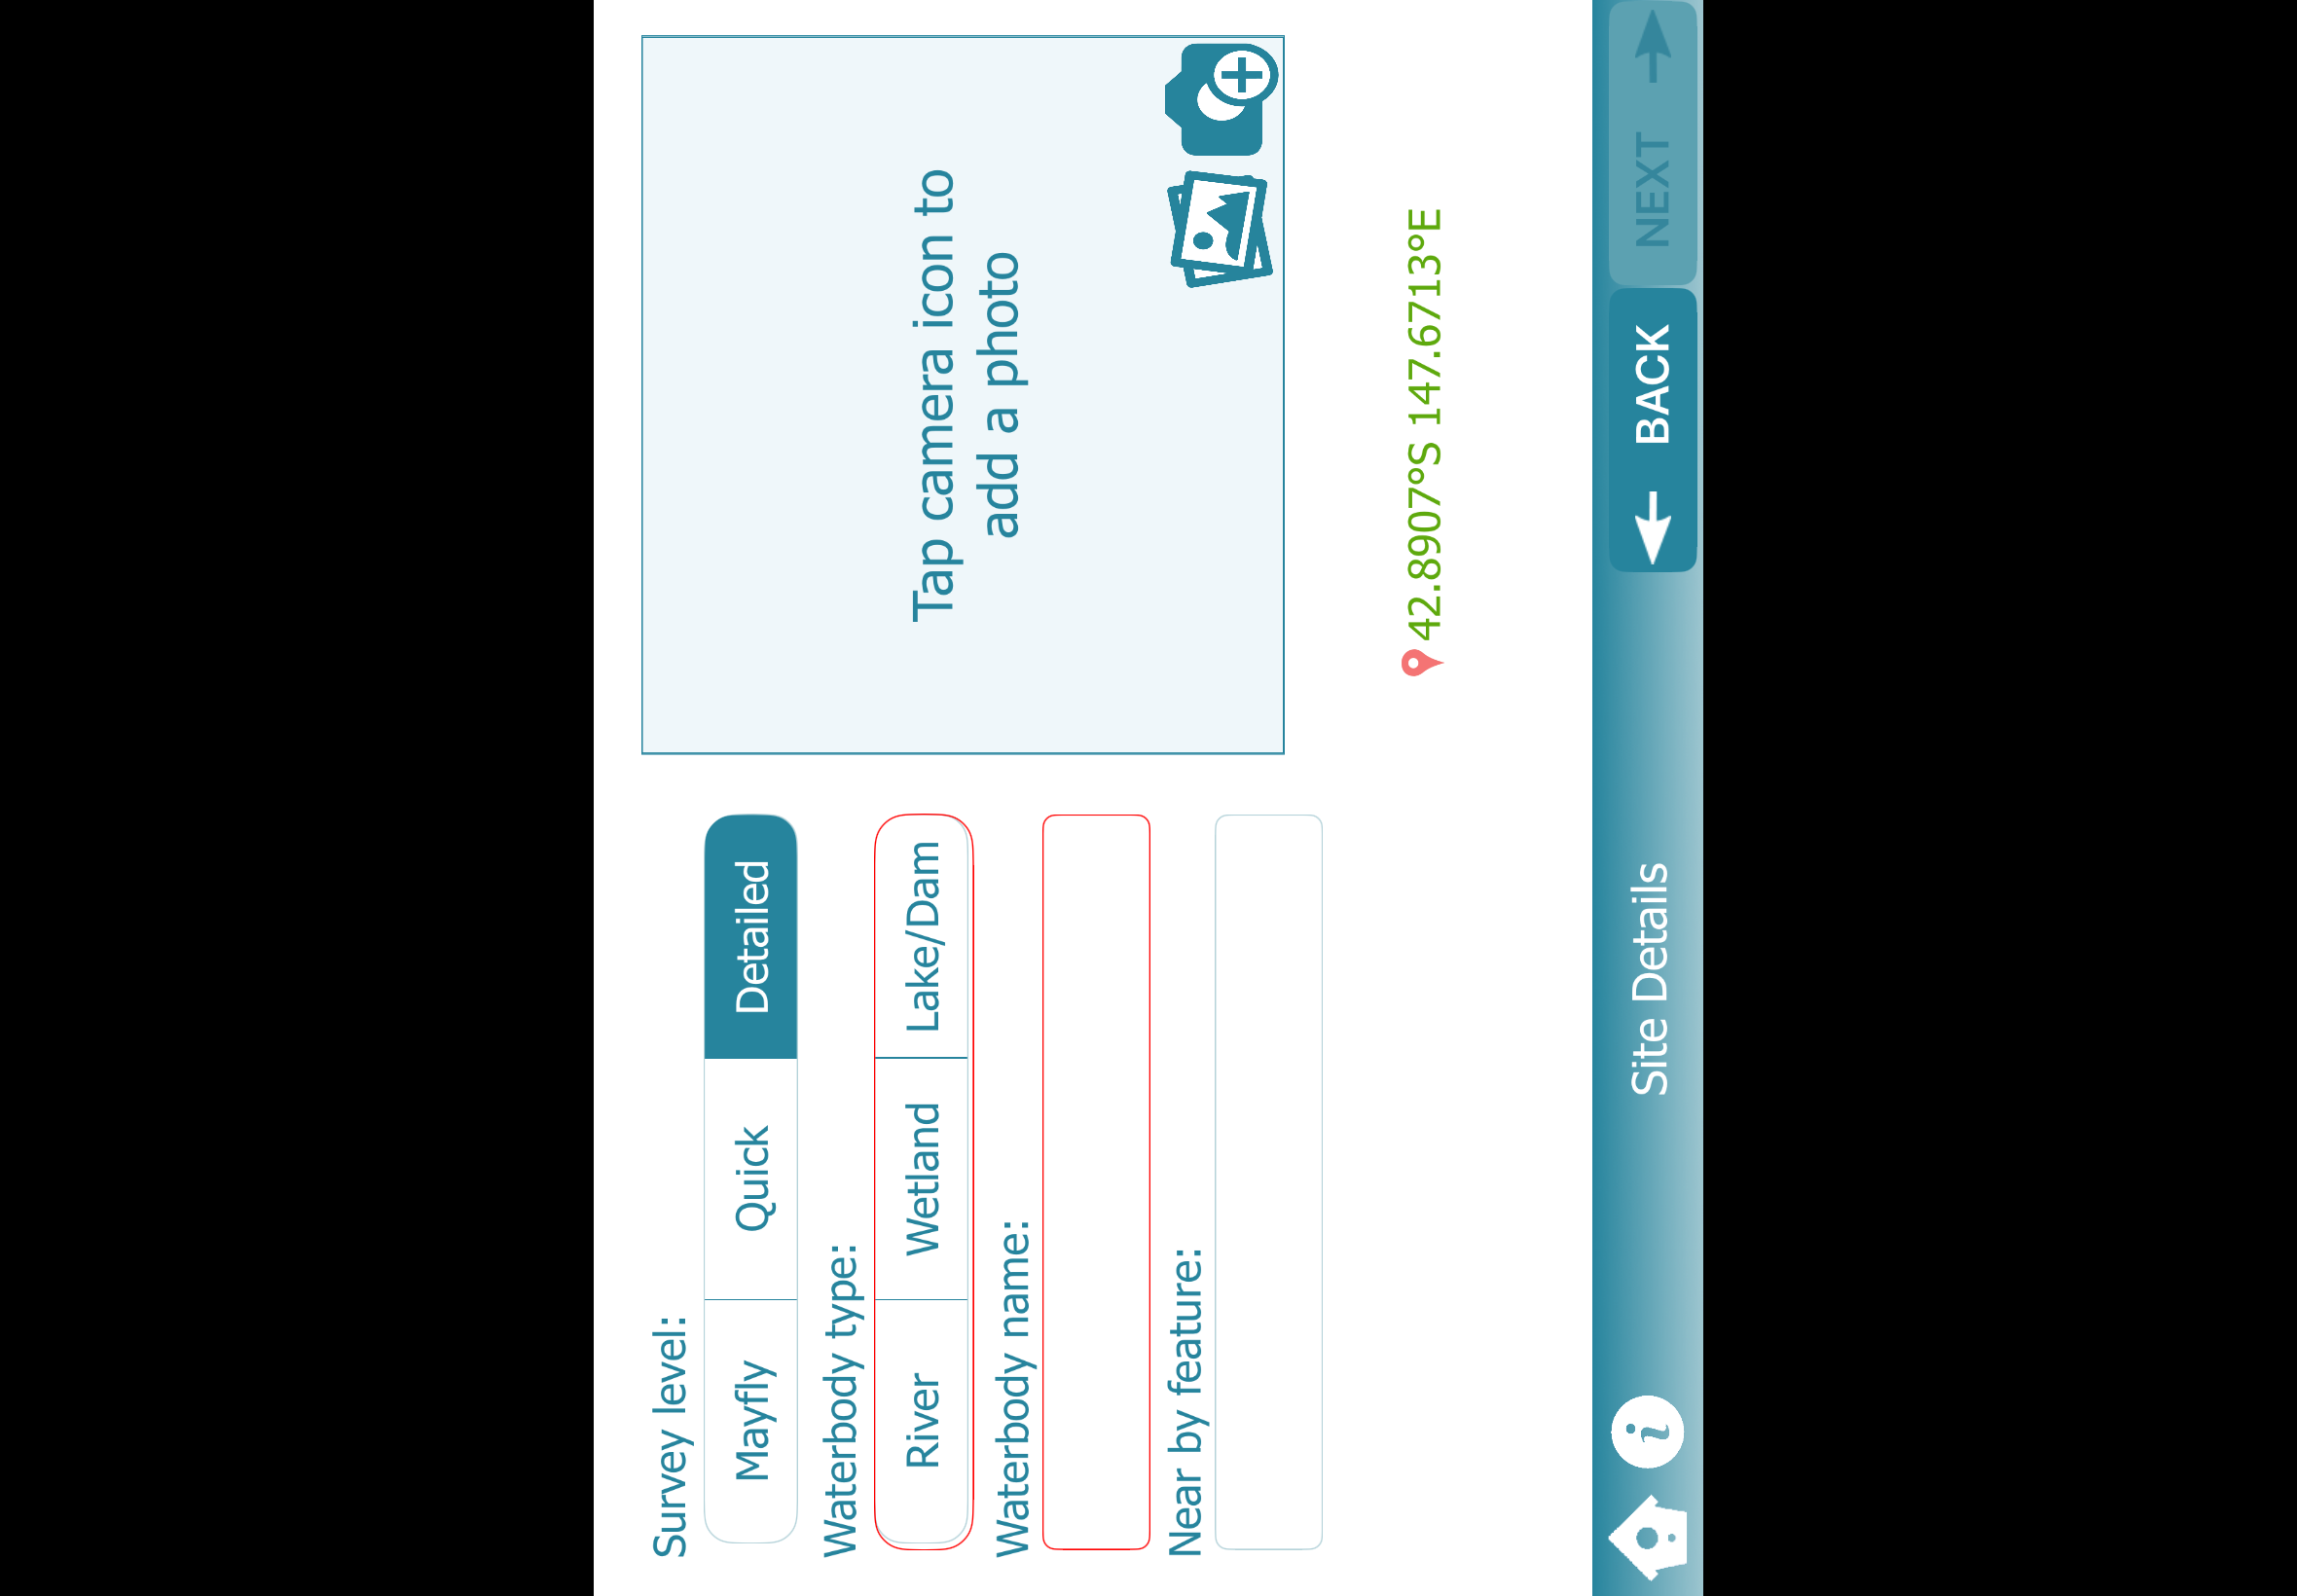 Survey level:
Mayfly Quick Detailed
Waterbody type:
River Wetland Lake/Dam
Waterbody name:
Near by feature:
Tap camera icon to
add a photo
42.8907°S 147.6713°E
Site Details
BACK
NEXT